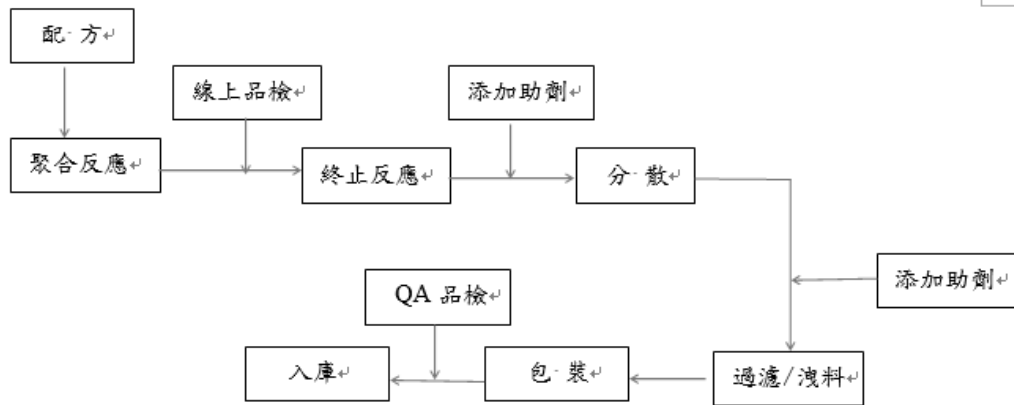 配 方
線上品檢
添加助劑
聚合反應
終止反應
分 散
添加助劑
QA 品檢
入庫
包 裝
過濾/洩料